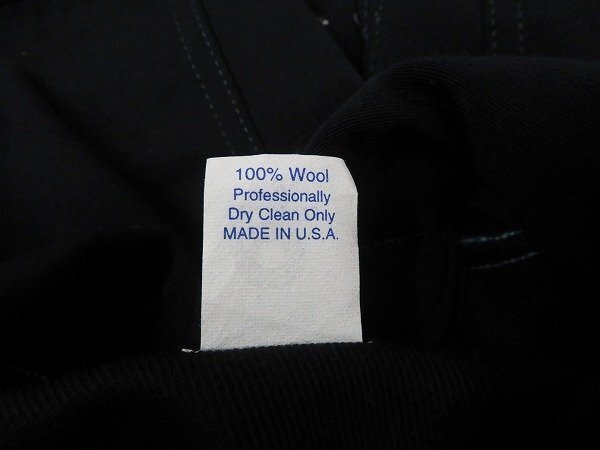 100% Wool
Professionally
Dry Clean Only
MADE IN U.S.A.